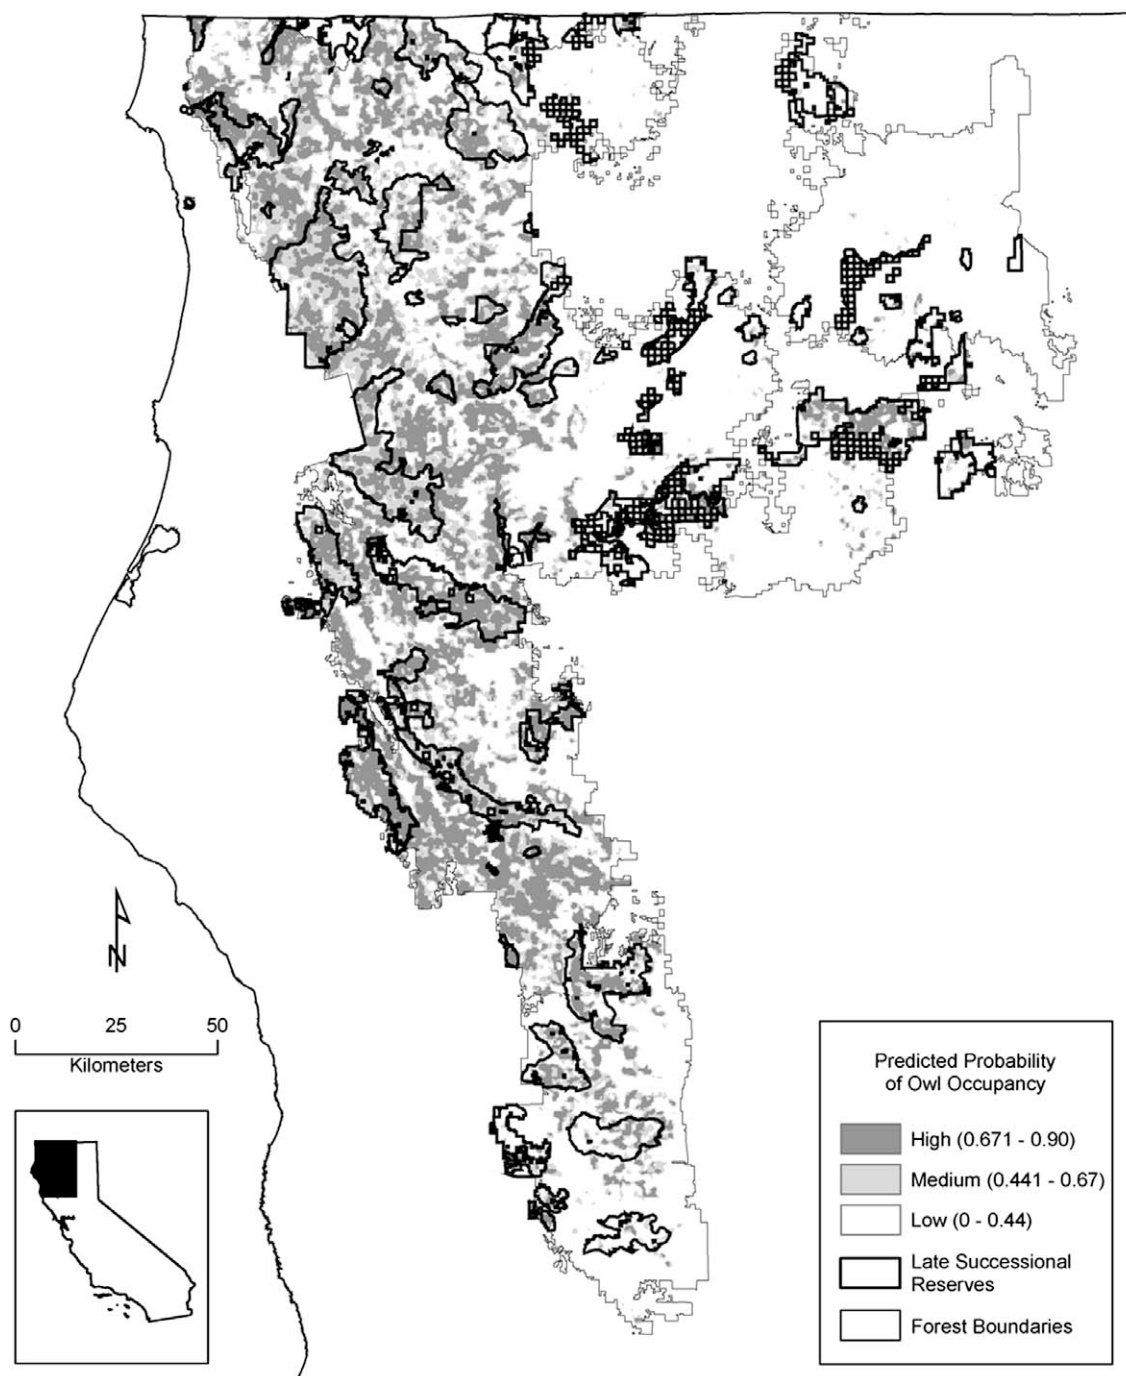 N
0 25 50
Kilometers
Predicted Probability
of Owl Occupancy
High (0.671 - 0.90)
Medium (0.441 - 0.67)
Low (0 - 0.44)
Late Successional
Reserves
Forest Boundaries